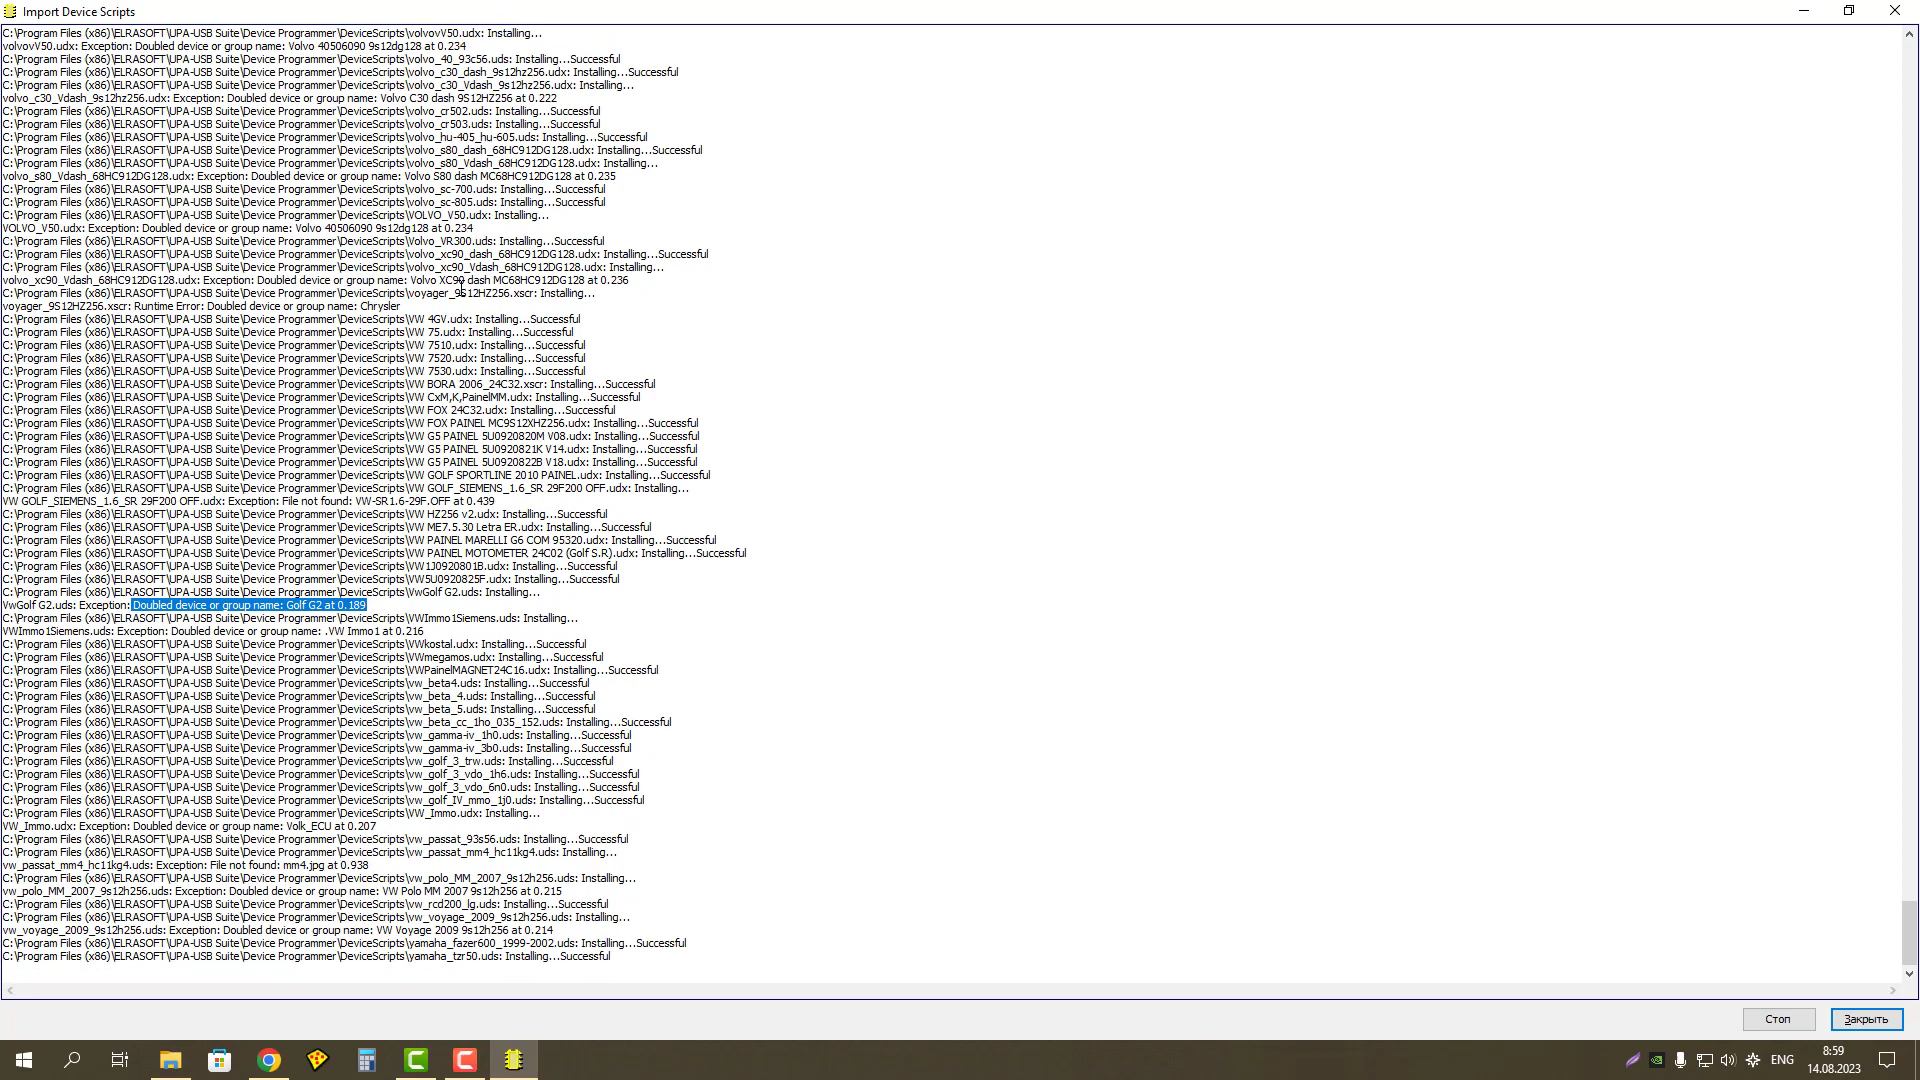 Import Device Scripts
C:\Program Files (x86)\ELRASOFT\UPA-USB Suite\Device Programmer\DeviceScripts\volvovV50.udx: Installing...
volvovV50.udx: Exception: Doubled device or group name: Volvo 40506090 9s12dg128 at 0.234
C:\Program Files (x86)\ELRASOFT\UPA-USB Suite\Device Programmer\DeviceScripts\volvo_40_93c56.uds: Installing...Successful
C:\Program Files (x86)\ELRASOFT\UPA-USB Suite\Device Programmer\DeviceScripts\volvo_c30_dash_9s12hz256.udx: Installing...Successful
C:\Program Files (x86)\ELRASOFT\UPA-USB Suite\Device Programmer\DeviceScripts\volvo_c30_Vdash_9s12hz256.udx: Installing...
volvo_c30_Vdash_9s12hz256.udx: Exception: Doubled device or group name: Volvo C30 dash 9S12HZ256 at 0.222
C:\Program Files (x86)\ELRASOFT\UPA-USB Suite\Device Programmer\DeviceScripts\volvo_cr502.uds: Installing...Successful
C:\Program Files (x86)\ELRASOFT\UPA-USB Suite\Device Programmer\DeviceScripts\volvo_cr503.uds: Installing...Successful
C:\Program Files (x86)\ELRASOFT\UPA-USB Suite\Device Programmer\DeviceScripts\volvo_hu-405_hu-605.uds: Installing...Successful
C:\Program Files (x86)\ELRASOFT\UPA-USB Suite\Device Programmer\DeviceScripts\volvo_s80_dash_68HC912DG128.udx: Installing...Successful
C:\Program Files (x86)\ELRASOFT\UPA-USB Suite\Device Programmer\DeviceScripts\volvo_s80_Vdash_68HC912DG128.udx: Installing...
volvo_s80_Vdash_68HC912DG128.udx: Exception: Doubled device or group name: Volvo S80 dash MC68HC912DG128 at 0.235
C:\Program Files (x86)\ELRASOFT\UPA-USB Suite\Device Programmer\DeviceScripts\volvo_sc-700.uds: Installing...Successful
C:\Program Files (x86)\ELRASOFT\UPA-USB Suite\Device Programmer\DeviceScripts\volvo_sc-805.uds: Installing...Successful
C:\Program Files (x86)\ELRASOFT\UPA-USB Suite\Device Programmer\DeviceScripts\VOLVO_V50.udx: Installing...
VOLVO_V50.udx: Exception: Doubled device or group name: Volvo 40506090 9s12dg128 at 0.234
C:\Program Files (x86)\ELRASOFT\UPA-USB Suite\Device Programmer\DeviceScripts\Volvo_VR300.uds: Installing...Successful
C:\Program Files (x86)\ELRASOFT\UPA-USB Suite\Device Programmer\DeviceScripts\volvo_xc90_dash_68HC912DG128.udx: Installing...Successful
C:\Program Files (x86)\ELRASOFT\UPA-USB Suite\Device Programmer\DeviceScripts\volvo_xc90_Vdash_68HC912DG128.udx: Installing...
volvo_xc90_Vdash_68HC912DG128.udx: Exception: Doubled device or group name: Volvo XC90 dash MC68HC912DG128 at 0.236
C:\Program Files (x86)\ELRASOFT\UPA-USB Suite\Device Programmer\DeviceScripts\voyager_9S12HZ256.xscr: Installing...
voyager_9S12HZ256.xscr: Runtime Error: Doubled device or group name: Chrysler
C:\Program Files (x86)\ELRASOFT\UPA-USB Suite\Device Programmer\DeviceScripts\VW 4GV.udx: Installing...Successful
C:\Program Files (x86)\ELRASOFT\UPA-USB Suite\Device Programmer\DeviceScripts\VW 75.udx: Installing...Successful
C:\Program Files (x86)\ELRASOFT\UPA-USB Suite\Device Programmer\DeviceScripts\VW 7510.udx: Installing...Successful
C:\Program Files (x86)\ELRASOFT\UPA-USB Suite\Device Programmer\DeviceScripts\VW 7520.udx: Installing...Successful
C:\Program Files (x86)\ELRASOFT\UPA-USB Suite\Device Programmer\DeviceScripts\VW 7530.udx: Installing...Successful
C:\Program Files (x86)\ELRASOFT\UPA-USB Suite\Device Programmer\DeviceScripts\VW BORA 2006_24C32.xscr: Installing...Successful
C:\Program Files (x86)\ELRASOFT\UPA-USB Suite\Device Programmer\DeviceScripts\VW CxM,K,PainelMM.udx: Installing...Successful
C:\Program Files (x86)\ELRASOFT\UPA-USB Suite\Device Programmer\DeviceScripts\VW FOX 24C32.udx: Installing...Successful
C:\Program Files (x86)\ELRASOFT\UPA-USB Suite\Device Programmer\DeviceScripts\VW FOX PAINEL MC9S12XHZ256.udx: Installing...Successful
C:\Program Files (x86)\ELRASOFT\UPA-USB Suite\Device Programmer\DeviceScripts\VW G5 PAINEL 5U0920820M V08.udx: Installing...Successful
C:\Program Files (x86)\ELRASOFT\UPA-USB Suite\Device Programmer\DeviceScripts\VW G5 PAINEL 5U0920821K V14.udx: Installing...Successful
C:\Program Files (x86)\ELRASOFT\UPA-USB Suite\Device Programmer\DeviceScripts\VW G5 PAINEL 5U0920822B V18.udx: Installing...Successful
C:\Program Files (x86)\ELRASOFT\UPA-USB Suite\Device Programmer\DeviceScripts\VW GOLF SPORTLINE 2010 PAINEL.udx: Installing...Successful
C:\Program Files (x86)\ELRASOFT\UPA-USB Suite\Device Programmer\DeviceScripts\VW GOLF_SIEMENS_1.6_SR 29F200 OFF.udx: Installing...
VW GOLF_SIEMENS_1.6_SR 29F200 OFF.udx: Exception: File not found: VW-SR1.6-29F.OFF at 0.439
C:\Program Files (x86)\ELRASOFT\UPA-USB Suite\Device Programmer\DeviceScripts\VW HZ256 v2.udx: Installing...Successful
C:\Program Files (x86)\ELRASOFT\UPA-USB Suite\Device Programmer\DeviceScripts\VW ME7.5.30 Letra ER.udx: Installing...Successful
C:\Program Files (x86)\ELRASOFT\UPA-USB Suite\Device Programmer\DeviceScripts\VW PAINEL MARELLI G6 COM 95320.udx: Installing...Successful
C:\Program Files (x86)\ELRASOFT\UPA-USB Suite\Device Programmer\DeviceScripts\VW PAINEL MOTOMETER 24C02 (Golf S.R).udx: Installing...Successful
C:\Program Files (x86)\ELRASOFT\UPA-USB Suite\Device Programmer\DeviceScripts\VW1J0920801B.udx: Installing...Successful
C:\Program Files (x86)\ELRASOFT\UPA-USB Suite\Device Programmer\DeviceScripts\VW5U0920825F.udx: Installing...Successful
C:\Program Files (x86)\ELRASOFT\UPA-USB Suite\Device Programmer\DeviceScripts\VwGolf G2.uds: Installing...
VwGolf G2.uds: Exception: Doubled device or group name: Golf G2 at 0.189
C:\Program Files (x86)\ELRASOFT\UPA-USB Suite\Device Programmer\DeviceScripts\VWImmo1Siemens.uds: Installing...
VWImmo1Siemens.uds: Exception: Doubled device or group name: .VW Immo1 at 0.216
C:\Program Files (x86)\ELRASOFT\UPA-USB Suite\Device Programmer\DeviceScripts\VWkostal.udx: Installing...Successful
C:\Program Files (x86)\ELRASOFT\UPA-USB Suite\Device Programmer\DeviceScripts\VWmegamos.udx: Installing...Successful
C:\Program Files (x86)\ELRASOFT\UPA-USB Suite\Device Programmer\DeviceScripts\VWPainelMAGNET24C16.udx: Installing...Successful
C:\Program Files (x86)\ELRASOFT\UPA-USB Suite\Device Programmer\DeviceScripts\vw_beta4.uds: Installing...Successful
C:\Program Files (x86)\ELRASOFT\UPA-USB Suite\Device Programmer\DeviceScripts\vw_beta_4.uds: Installing...Successful
C:\Program Files (x86)\ELRASOFT\UPA-USB Suite\Device Programmer\DeviceScripts\vw_beta_5.uds: Installing...Successful
C:\Program Files (x86)\ELRASOFT\UPA-USB Suite\Device Programmer\DeviceScripts\vw_beta_cc_1ho_035_152.uds: Installing...Successful
C:\Program Files (x86)\ELRASOFT\UPA-USB Suite\Device Programmer\DeviceScripts\vw_gamma-iv_1h0.uds: Installing...Successful
C:\Program Files (x86)\ELRASOFT\UPA-USB Suite\Device Programmer\DeviceScripts\vw_gamma-iv_3b0.uds: Installing...Successful
C:\Program Files (x86)\ELRASOFT\UPA-USB Suite\Device Programmer\DeviceScripts\vw_golf_3_trw.uds: Installing...Successful
C:\Program Files (x86)\ELRASOFT\UPA-USB Suite\Device Programmer\DeviceScripts\vw_golf_3_vdo_1h6.uds: Installing...Successful
C:\Program Files (x86)\ELRASOFT\UPA-USB Suite\Device Programmer\DeviceScripts\vw_golf_3_vdo_6n0.uds: Installing...Successful
C:\Program Files (x86)\ELRASOFT\UPA-USB Suite\Device Programmer\DeviceScripts\vw_golf_IV_mmo_1j0.uds: Installing...Successful
C:\Program Files (x86)\ELRASOFT\UPA-USB Suite\Device Programmer\DeviceScripts\VW_Immo.udx: Installing...
VW_Immo.udx: Exception: Doubled device or group name: Volk_ECU at 0.207
C:\Program Files (x86)\ELRASOFT\UPA-USB Suite\Device Programmer\DeviceScripts\vw_passat_93s56.uds: Installing...Successful
C:\Program Files (x86)\ELRASOFT\UPA-USB Suite\Device Programmer\DeviceScripts\vw_passat_mm4_hc11kg4.uds: Installing...
vw_passat_mm4_hc11kg4.uds: Exception: File not found: mm4.jpg at 0.938
C:\Program Files (x86)\ELRASOFT\UPA-USB Suite\Device Programmer\DeviceScripts\vw_polo_MM_2007_9s12h256.uds: Installing...
vw_polo_MM_2007_9s12h256.uds: Exception: Doubled device or group name: VW Polo MM 2007 9s12h256 at 0.215
C:\Program Files (x86)\ELRASOFT\UPA-USB Suite\Device Programmer\DeviceScripts\vw_rcd200_lg.uds: Installing...Successful
C:\Program Files (x86)\ELRASOFT\UPA-USB Suite\Device Programmer\DeviceScripts\vw_voyage_2009_9s12h256.uds: Installing...
vw_voyage_2009_9s12h256.uds: Exception: Doubled device or group name: VW Voyage 2009 9s12h256 at 0.214
C:\Program Files (x86)\ELRASOFT\UPA-USB Suite\Device Programmer\DeviceScripts\yamaha_fazer600_1999-2002.uds: Installing...Successful
C:\Program Files (x86)\ELRASOFT\UPA-USB Suite\Device Programmer\DeviceScripts\yamaha_tzr50.uds: Installing...Successful
Стоп
Закрыть
ENG
8:59
14.08.2023